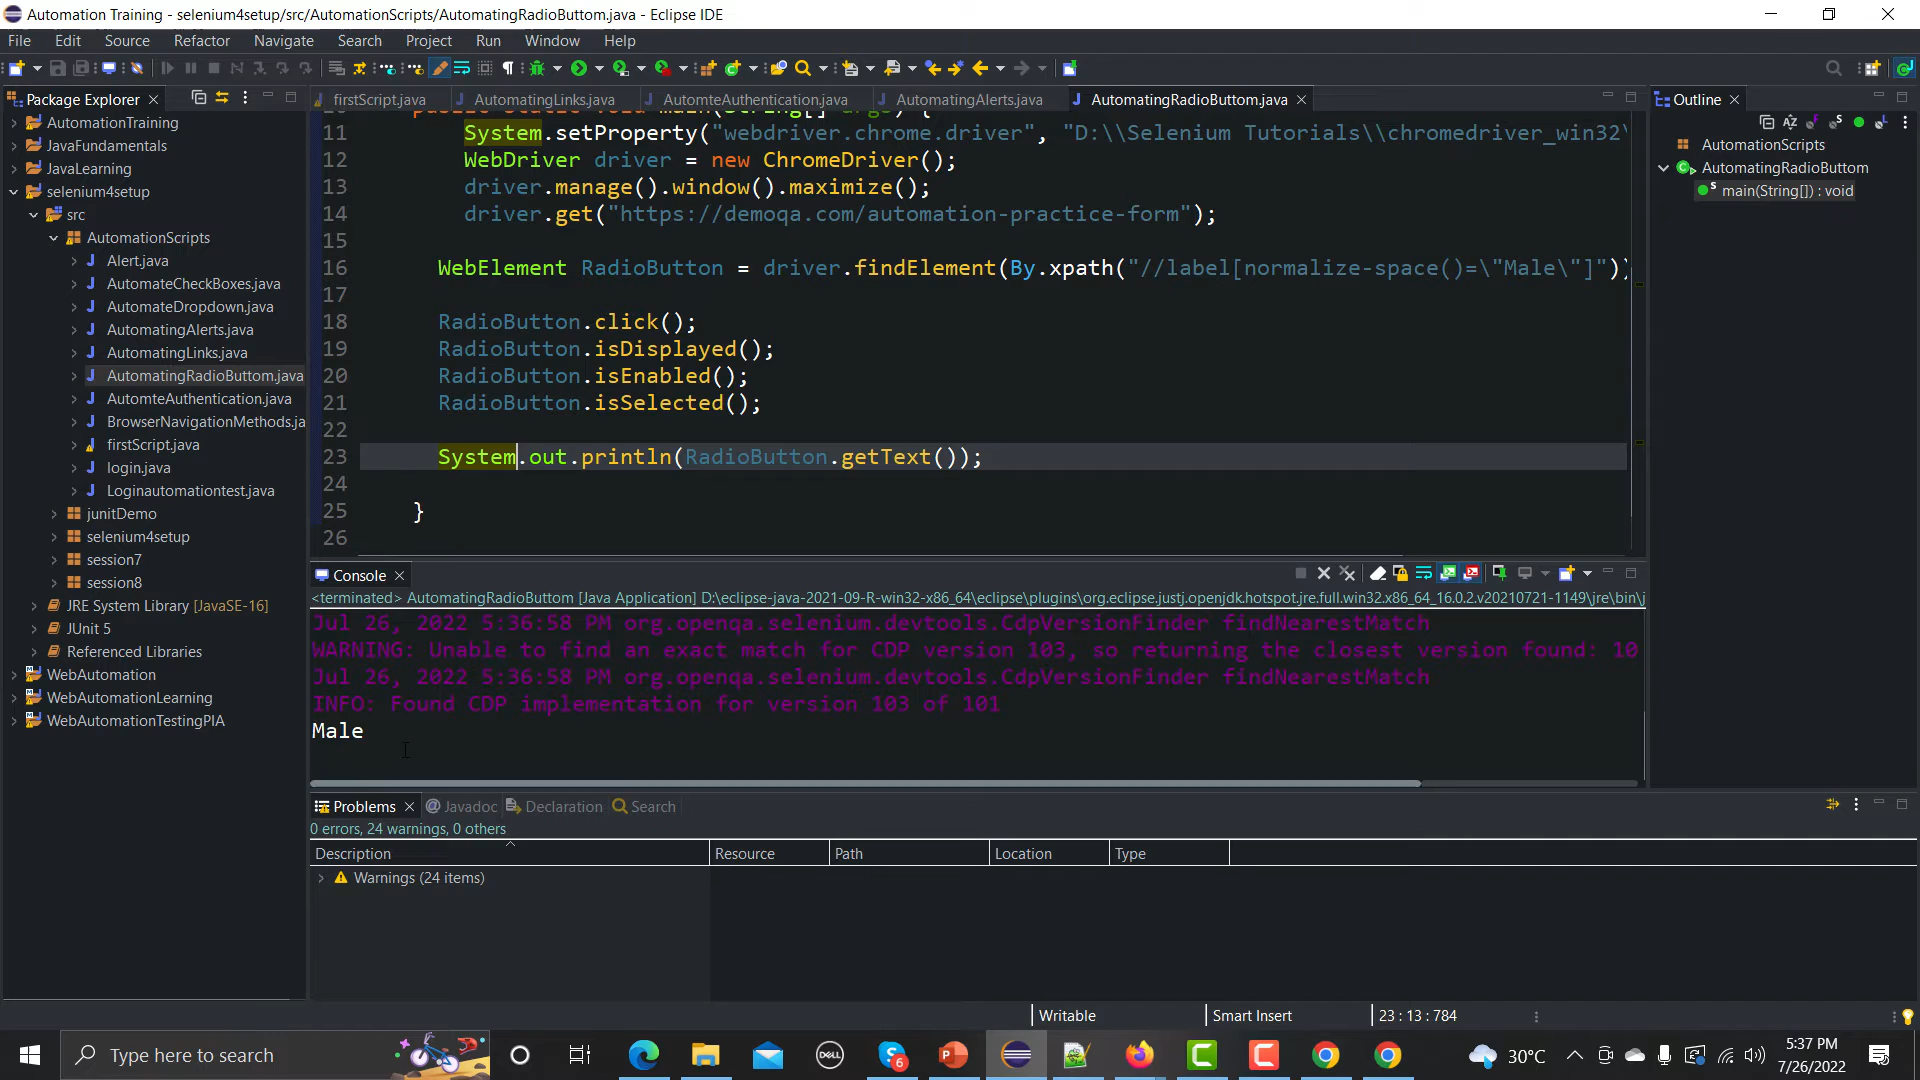 Automation Training - selenium4setup/src/AutomationScripts/AutomatingRadioButtom.java - Eclipse IDE
File Edit Source Refactor Navigate Search Project Run Window Help
Package Explorer
firstScript.java AutomatingLinks.java AutomteAuthentication.java AutomatingAlerts.java AutomatingRadioButtom.java
Outline
AutomationTraining
JavaFundamentals
JavaLearning
selenium4setup
src
AutomationScripts
Alert.java
AutomateCheckBoxes.java
AutomateDropdown.java
AutomatingAlerts.java
AutomatingLinks.java
AutomatingRadioButtom.java
AutomteAuthentication.java
BrowserNavigationMethods.ja
firstScript.java
login.java
Loginautomationtest.java
junitDemo
selenium4setup
session7
session8
JRE System Library [JavaSE-16]
JUnit 5
Referenced Libraries
WebAutomation
WebAutomationLearning
WebAutomationTestingPIA
11 System.setProperty("webdriver.chrome.driver", "D:\\Selenium Tutorials\\chromedriver_win32\
12 WebDriver driver = new ChromeDriver();
13 driver.manage().window().maximize();
14 driver.get("https://demoqa.com/automation-practice-form");
15
16 WebElement RadioButton = driver.findElement(By.xpath("//label[normalize-space()=\"Male\"]"));
17
18 RadioButton.click();
19 RadioButton.isDisplayed();
20 RadioButton.isEnabled();
21 RadioButton.isSelected();
22
23 System.out.println(RadioButton.getText());
24
25 }
26
AutomationScripts
AutomatingRadioButtom
main(String[]) : void
Console
<terminated> AutomatingRadioButtom [Java Application] D:\eclipse-java-2021-09-R-win32-x86_64\eclipse\plugins\org.eclipse.justj.openjdk.hotspot.jre.full.win32.x86_64_16.0.2.v20210721-1149\jre\bin\j
Jul 26, 2022 5:36:58 PM org.openqa.selenium.devtools.CdpVersionFinder findNearestMatch
WARNING: Unable to find an exact match for CDP version 103, so returning the closest version found: 10
Jul 26, 2022 5:36:58 PM org.openqa.selenium.devtools.CdpVersionFinder findNearestMatch
INFO: Found CDP implementation for version 103 of 101
Male
Problems @ Javadoc Declaration Search
0 errors, 24 warnings, 0 others
Description Resource Path Location Type
Warnings (24 items)
Writable Smart Insert 23 : 13 : 784
Type here to search
DELL
6
30°C
5:37 PM
7/26/2022